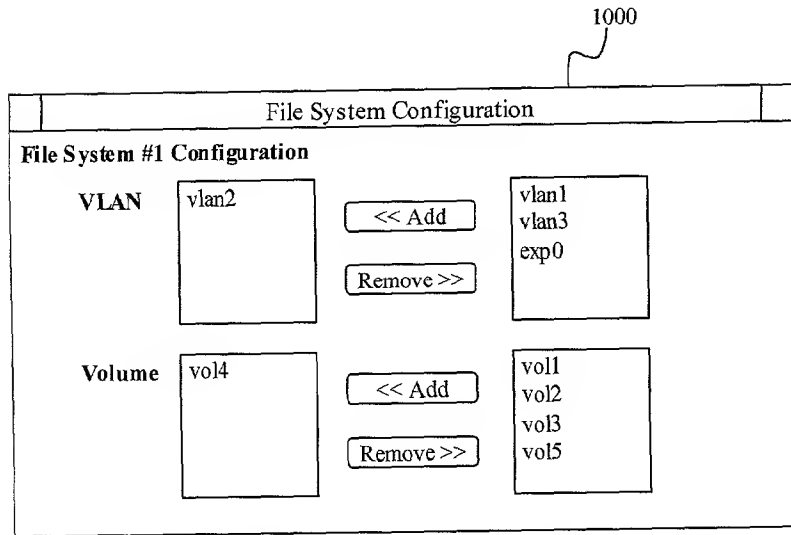 1000
File System Configuration
File System #1 Configuration
VLAN
vlan2
<< Add
Remove >>
vlan1
vlan3
exp0
Volume
vol4
<< Add
Remove >>
vol1
vol2
vol3
vol5